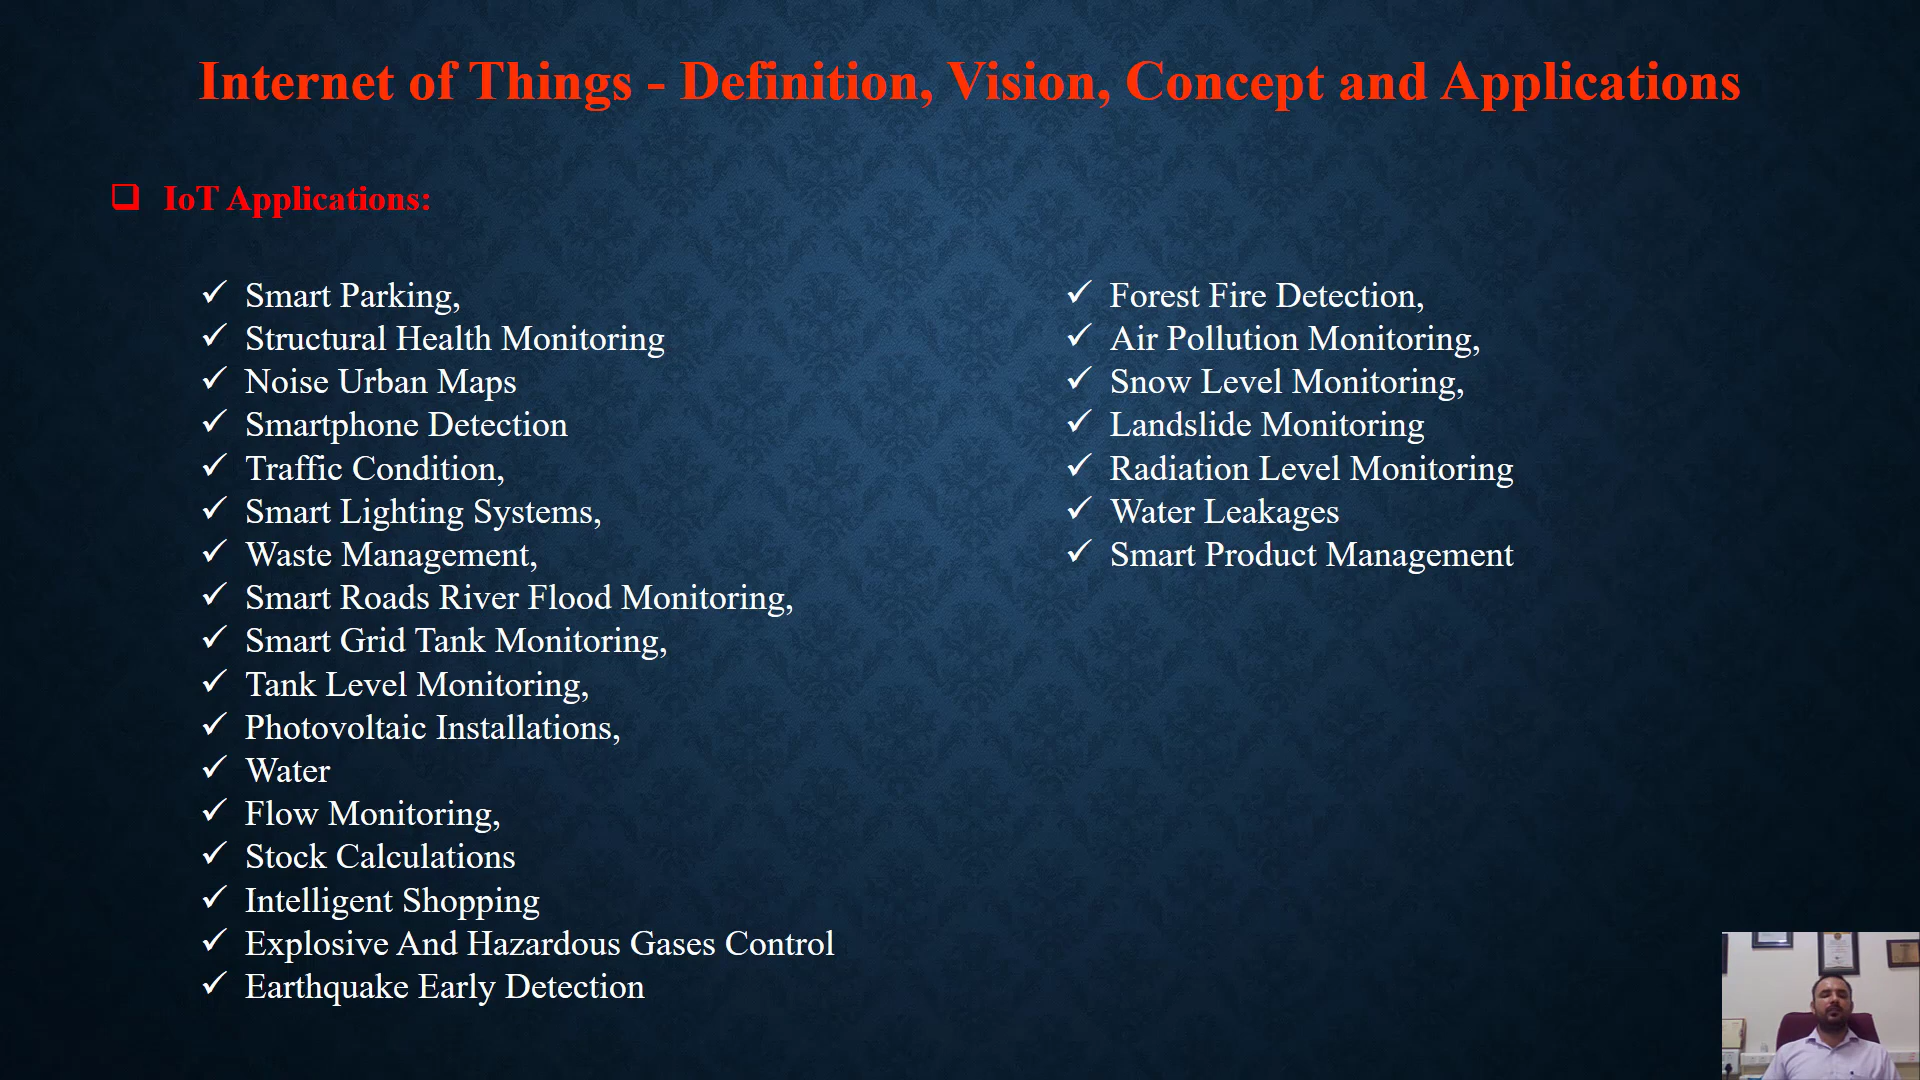 Internet of Things - Definition, Vision, Concept and Applications
IoT Applications:
Smart Parking,
Structural Health Monitoring
Noise Urban Maps
Smartphone Detection
Traffic Condition,
Smart Lighting Systems,
Waste Management,
Smart Roads River Flood Monitoring,
Smart Grid Tank Monitoring,
Tank Level Monitoring,
Photovoltaic Installations,
Water
Flow Monitoring,
Stock Calculations
Intelligent Shopping
Explosive And Hazardous Gases Control
Earthquake Early Detection
Forest Fire Detection,
Air Pollution Monitoring,
Snow Level Monitoring,
Landslide Monitoring
Radiation Level Monitoring
Water Leakages
Smart Product Management